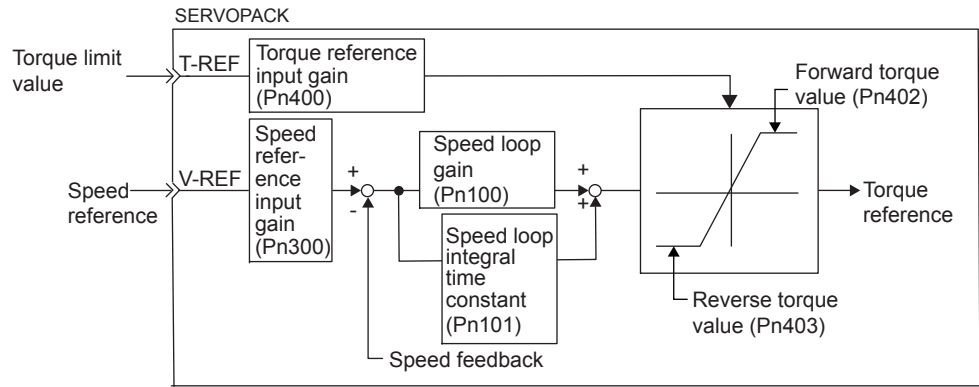 SERVOPACK
Torque limit
value
T-REF
Torque reference
input gain
(Pn400)
Forward torque
value (Pn402)
Speed
reference
V-REF
Speed
refer-
ence
input
gain
(Pn300)
+
-
Speed loop
gain
(Pn100)
+
+
Speed loop
integral
time
constant
(Pn101)
Torque
reference
Reverse torque
value (Pn403)
Speed feedback